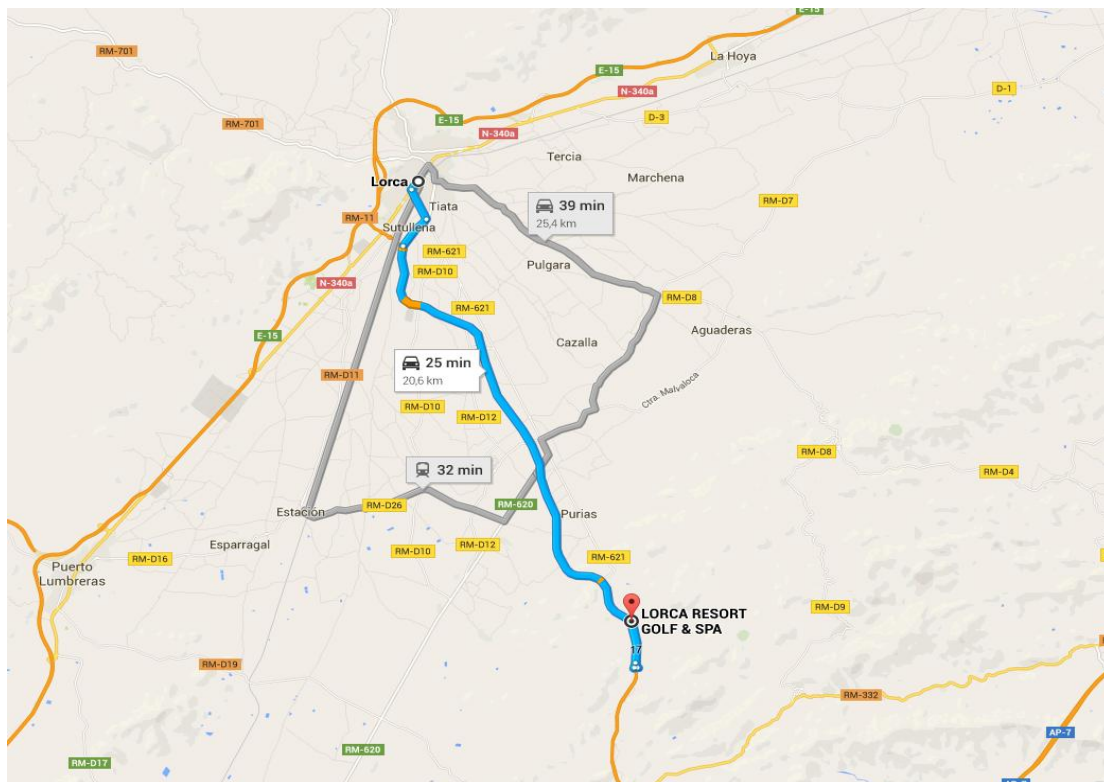 E-15
RM-701
La Hoya
E-15
N-340a
D-1
RM-701
E-15
D-3
N-340a
Tercia
Marchena
Lorca
39 min
25,4 km
RM-D7
Tiata
RM-11
Sutullena
RM-621
Pulgara
RM-D10
N-340a
RM-D8
RM-621
Aguaderas
E-15
Cazalla
25 min
20,6 km
RM-D11
Ctra. Malvaloca
RM-D10
RM-D12
RM-D8
32 min
RM-D4
RM-D26
RM-620
Estación
Purias
Esparragal
RM-D12
RM-D10
RM-D16
Puerto
Lumbreras
RM-621
RM-D9
LORCA RESORT
GOLF & SPA
17
RM-D19
RM-332
AP-7
RM-620
RM-D17